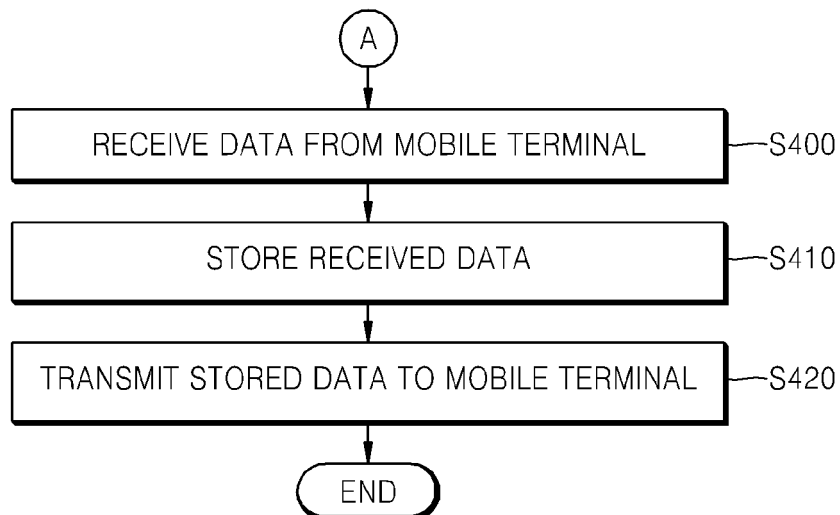 A
RECEIVE DATA FROM MOBILE TERMINAL
S400
STORE RECEIVED DATA
S410
TRANSMIT STORED DATA TO MOBILE TERMINAL
S420
END